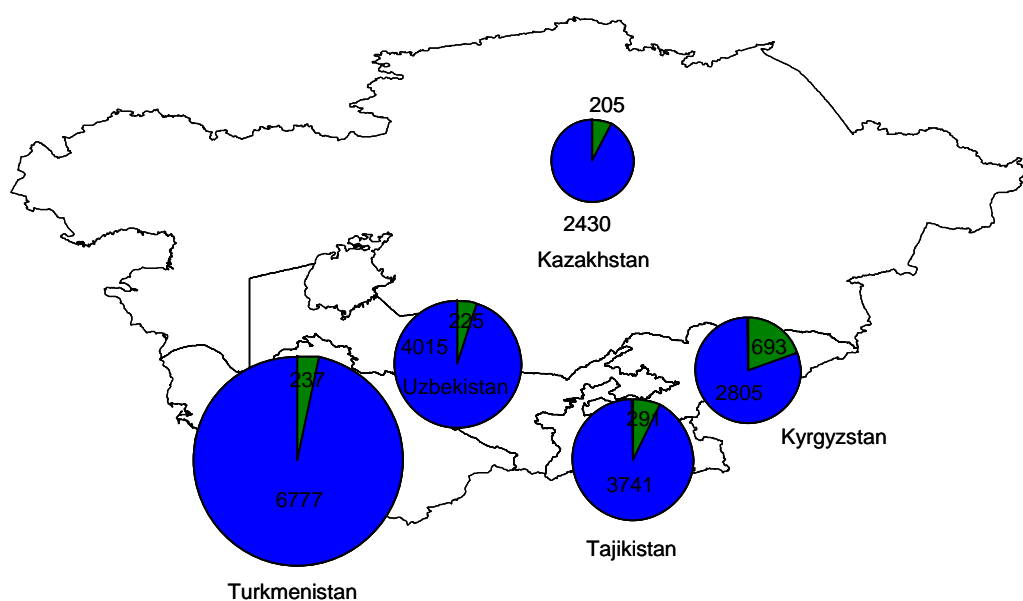 205
2430
Kazakhstan
225
4015
Uzbekistan
693
2805
Kyrgyzstan
237
6777
Turkmenistan
291
3741
Tajikistan